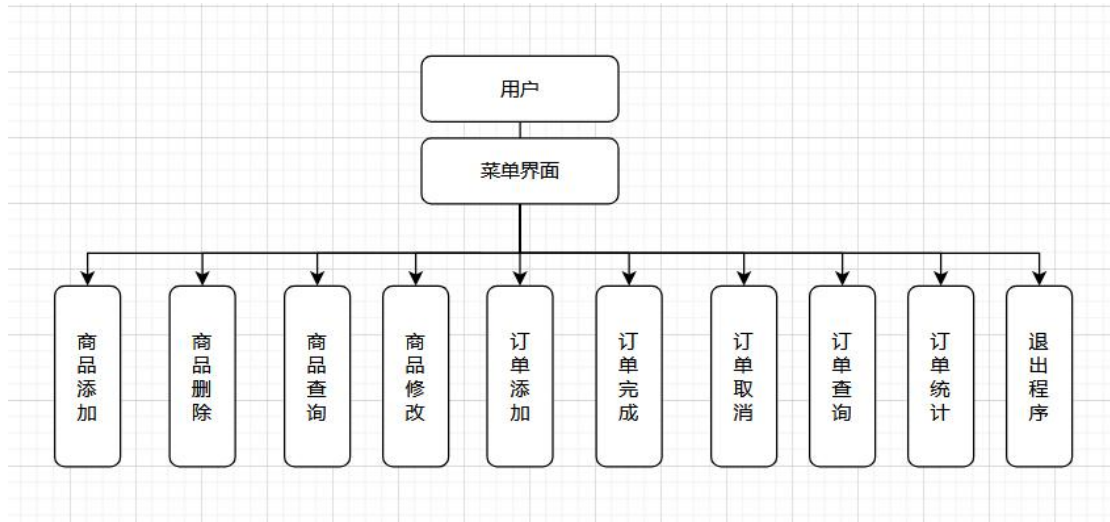 用户
菜单界面
商品添加
商品删除
商品查询
商品修改
订单添加
订单完成
订单取消
订单查询
订单统计
退出程序